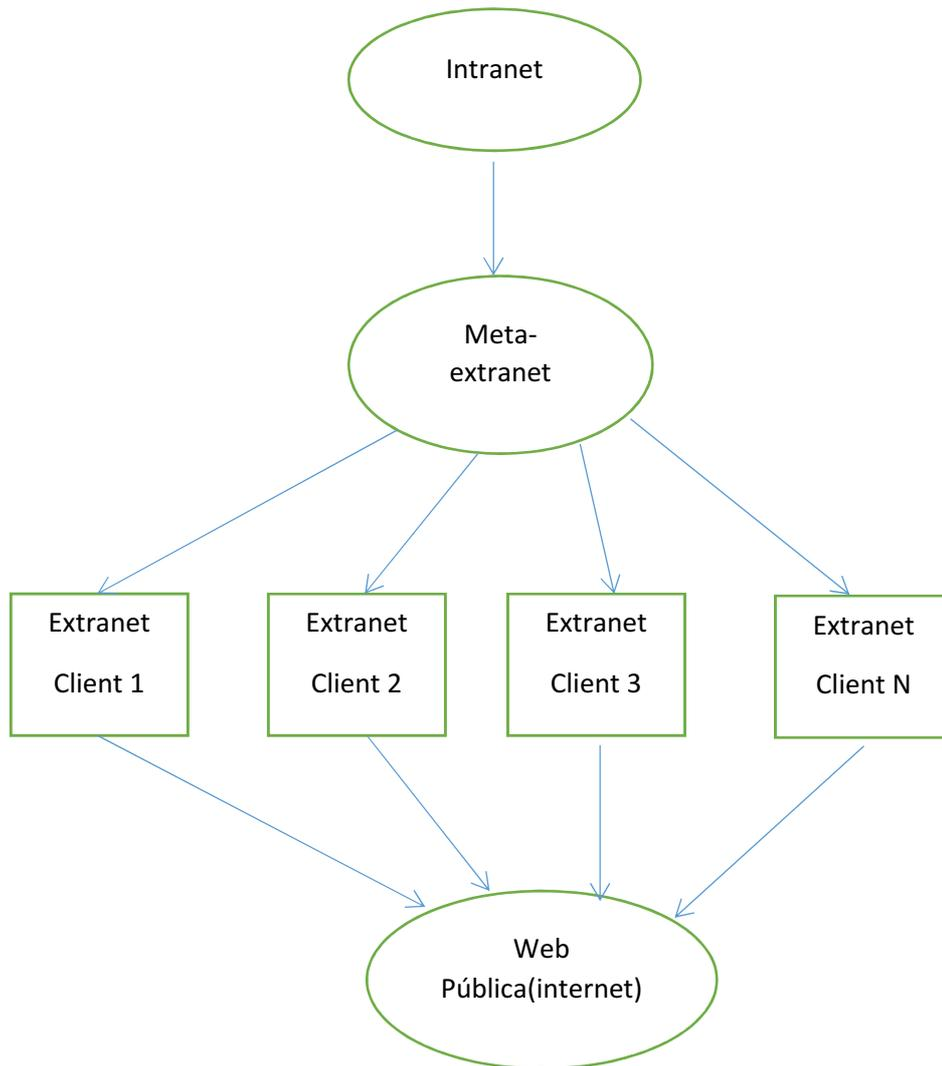 Intranet
Meta-
extranet
Extranet
Client 1
Extranet
Client 2
Extranet
Client 3
Extranet
Client N
Web
Pública(internet)